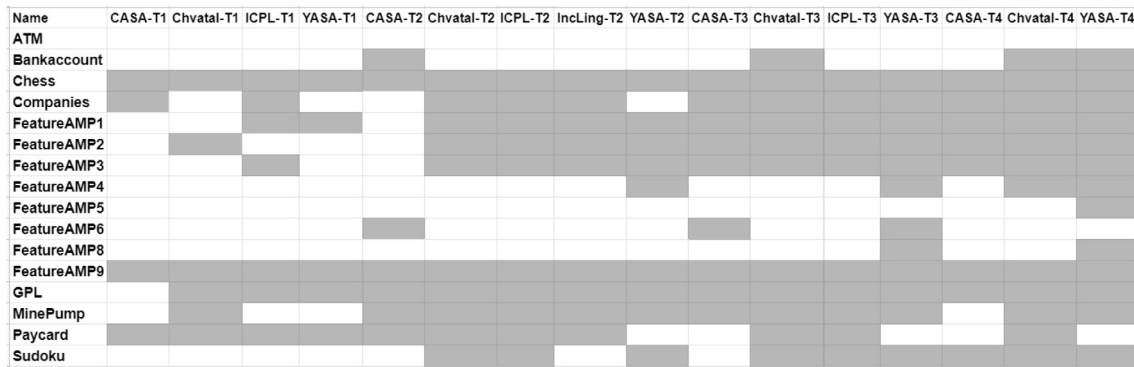 Name CASA-T1 Chvatal-T1 ICPL-T1 YASA-T1 CASA-T2 Chvatal-T2 ICPL-T2 IncLing-T2 YASA-T2 CASA-T3 Chvatal-T3 ICPL-T3 YASA-T3 CASA-T4 Chvatal-T4 YASA-T4
ATM
Bankaccount
Chess
Companies
FeatureAMP1
FeatureAMP2
FeatureAMP3
FeatureAMP4
FeatureAMP5
FeatureAMP6
FeatureAMP8
FeatureAMP9
GPL
MinePump
Paycard
Sudoku